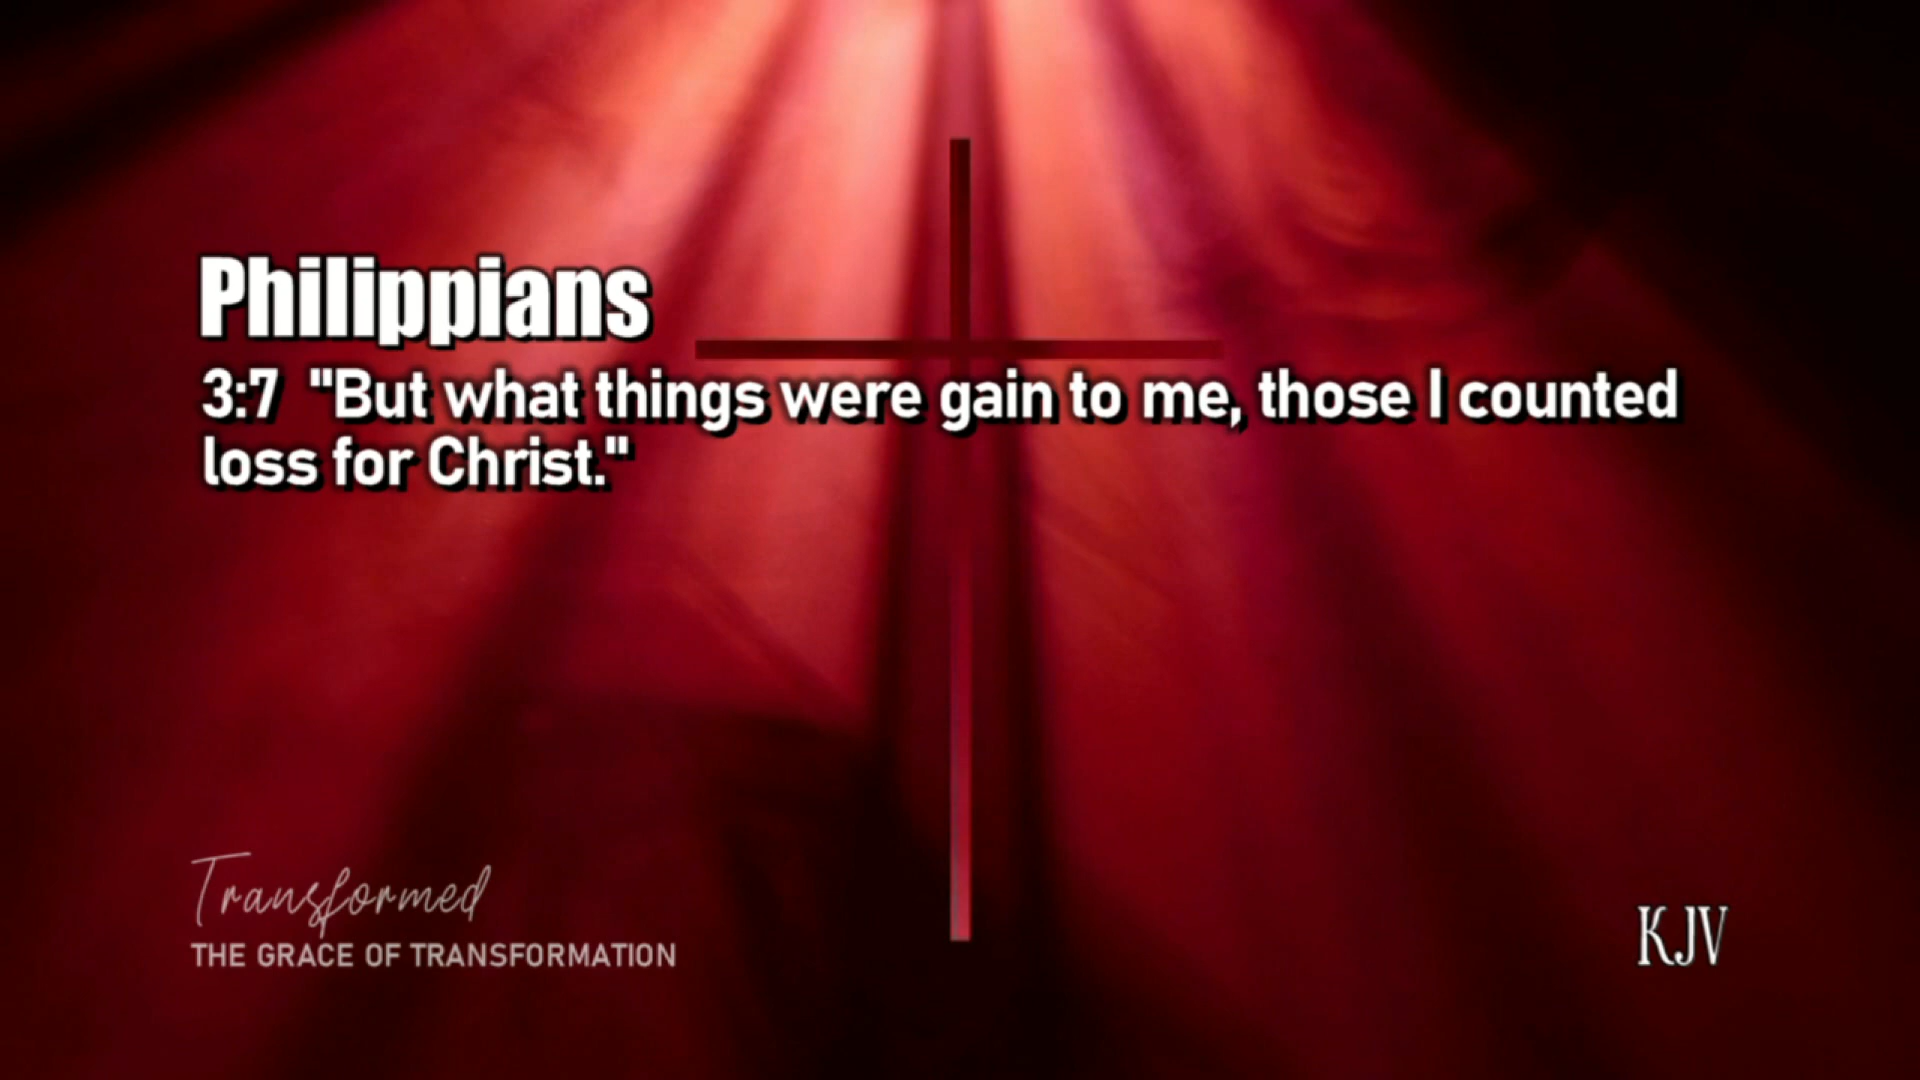 Philippians
3:7 "But what things were gain to me, those I counted
loss for Christ."
Transformed
THE GRACE OF TRANSFORMATION
KJV